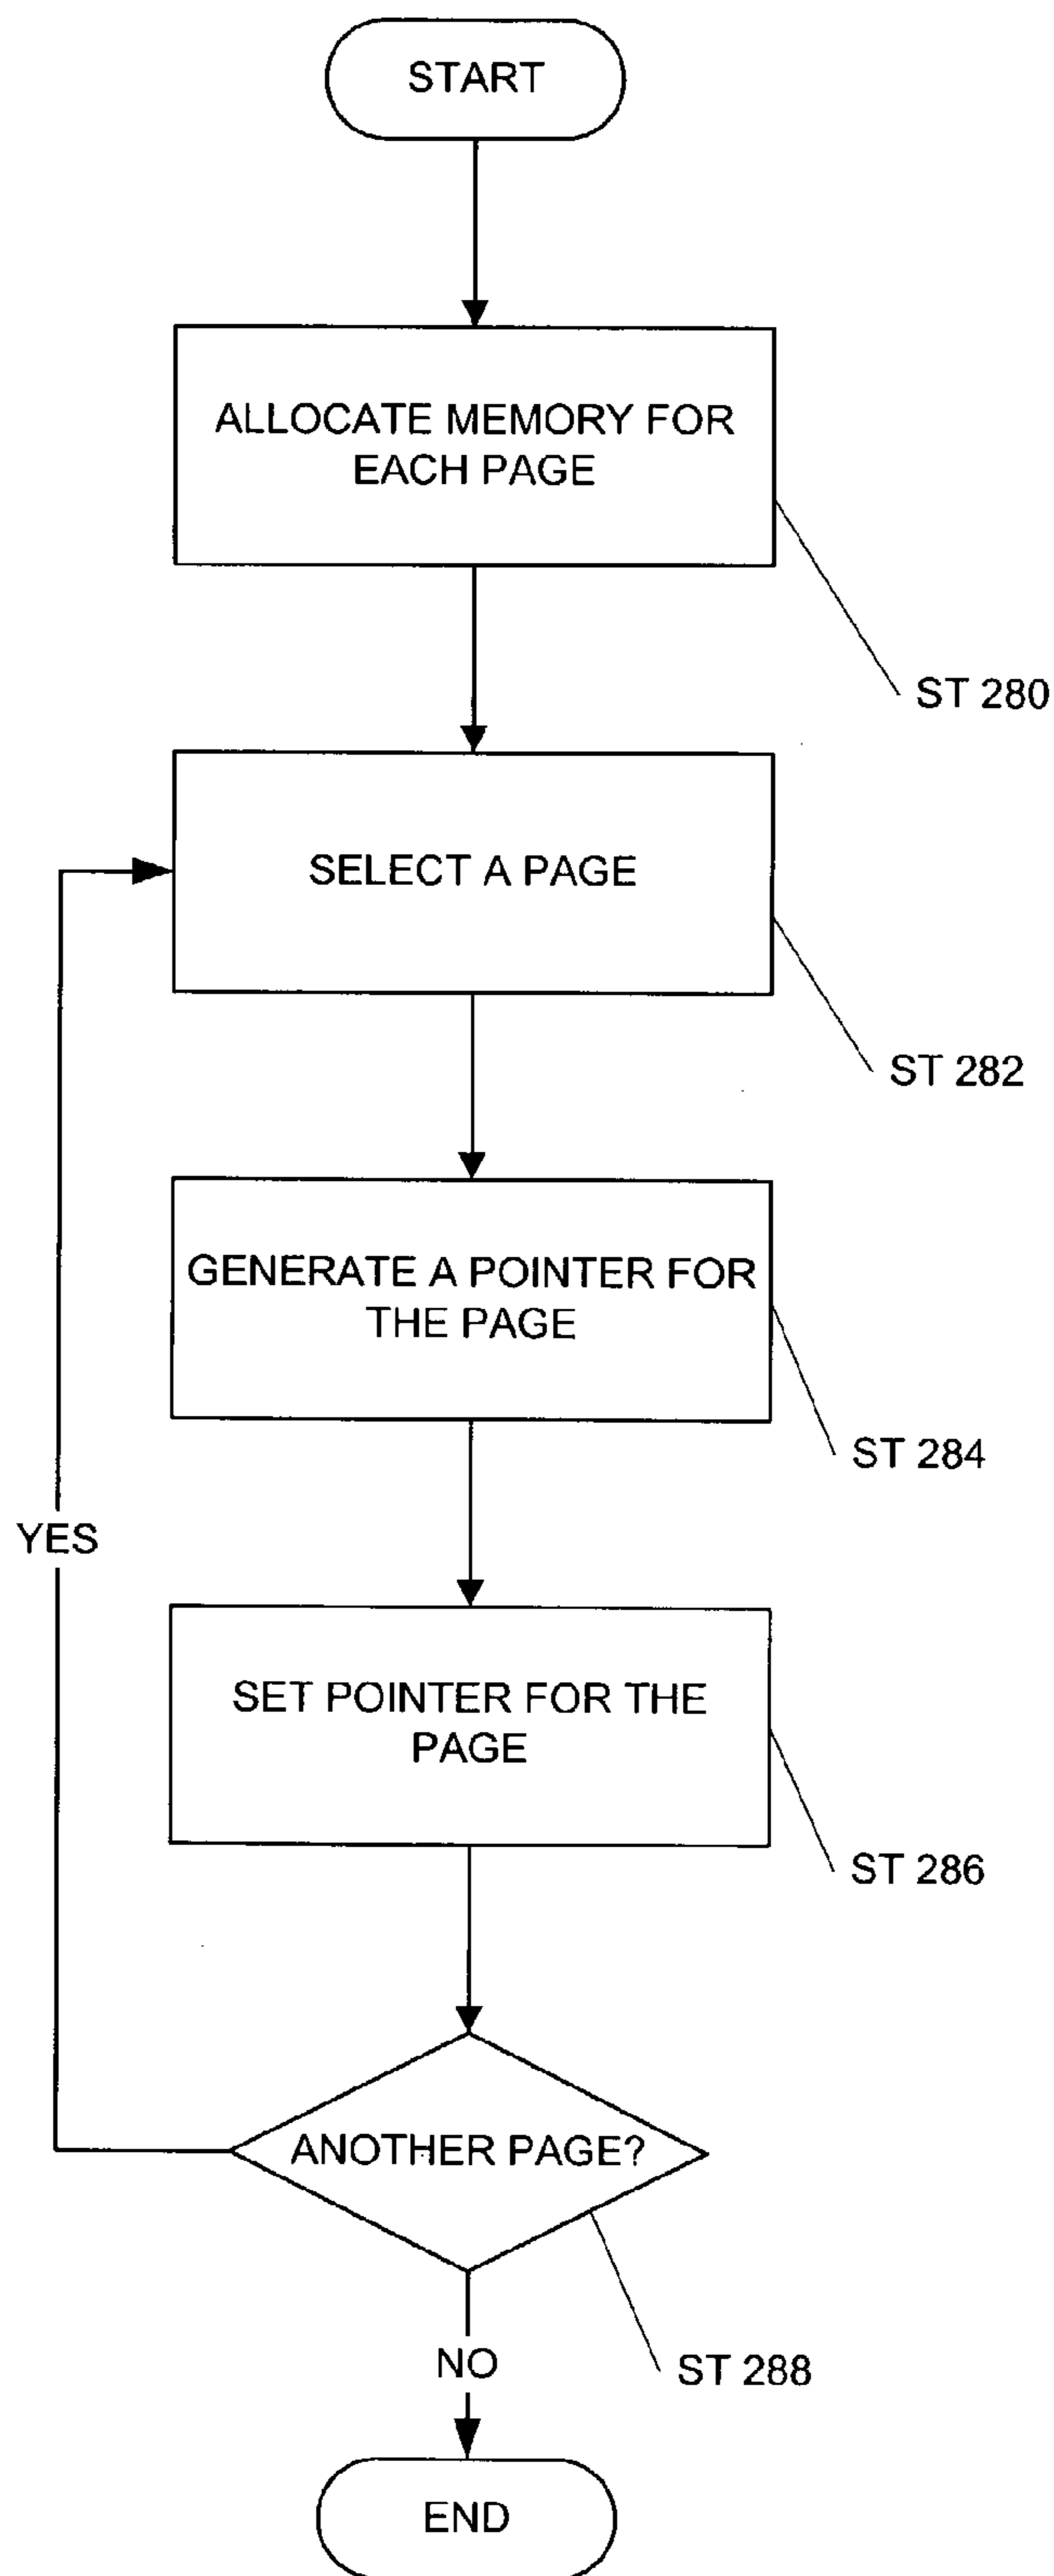 START
ALLOCATE MEMORY FOR
EACH PAGE
ST 280
SELECT A PAGE
ST 282
GENERATE A POINTER FOR
THE PAGE
ST 284
YES
SET POINTER FOR THE
PAGE
ST 286
ANOTHER PAGE?
NO
ST 288
END